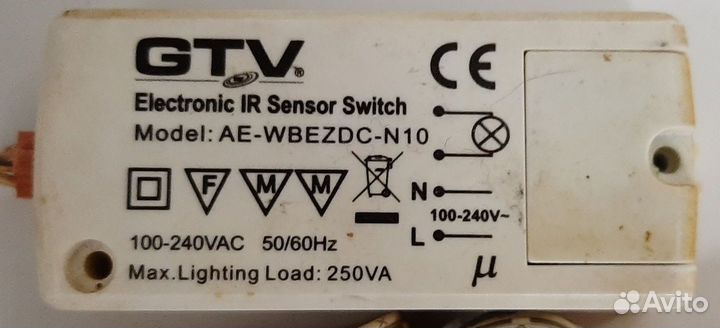 GTV®
CE
Electronic IR Sensor Switch
Model: AE-WBEZDC-N10
F M M
N
100-240V~
L
100-240VAC 50/60Hz
Max.Lighting Load: 250VA
μ
Avito